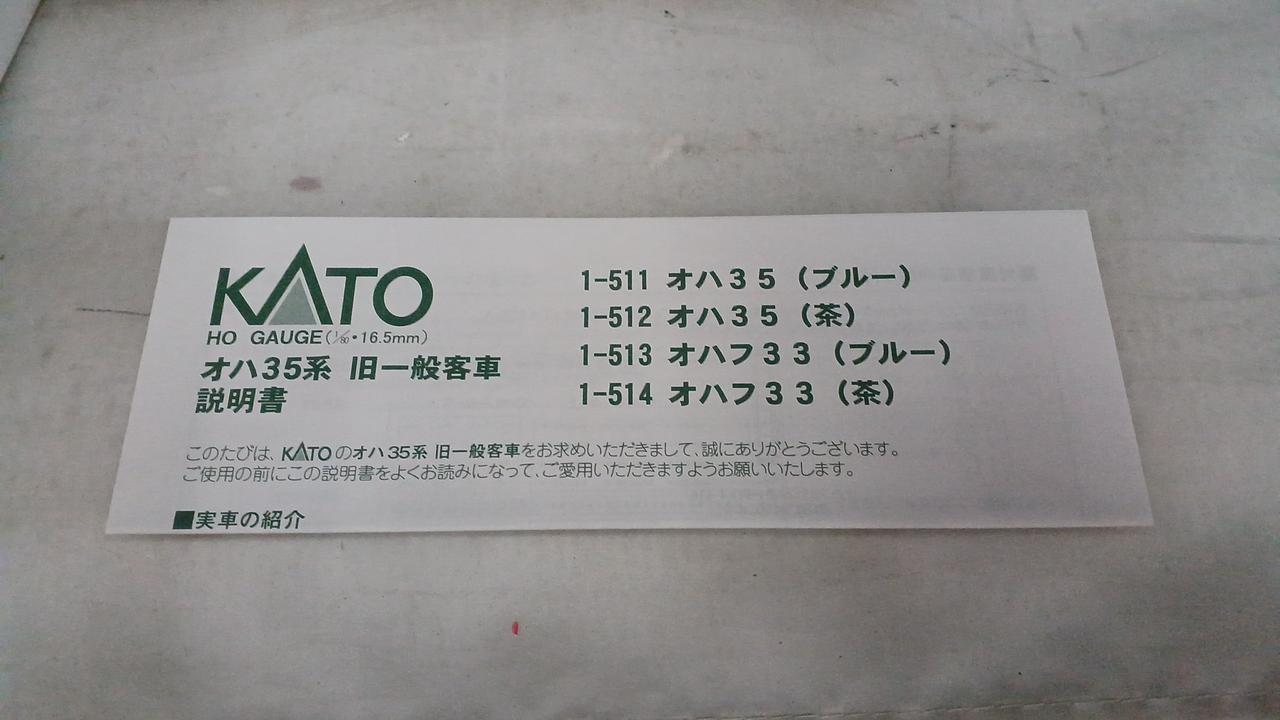 KATO
HO GAUGE(1/80・16.5mm)
オハ35系 旧一般客車
説明書
1-511 オハ35（ブルー）
1-512 オハ35（茶）
1-513 オハフ33（ブルー）
1-514 オハフ33（茶）
このたびは、KATOのオハ35系 旧一般客車をお求めいただきまして、誠にありがとうございます。
ご使用の前にこの説明書をよくお読みになって、ご愛用いただきますようお願いいたします。
■実車の紹介